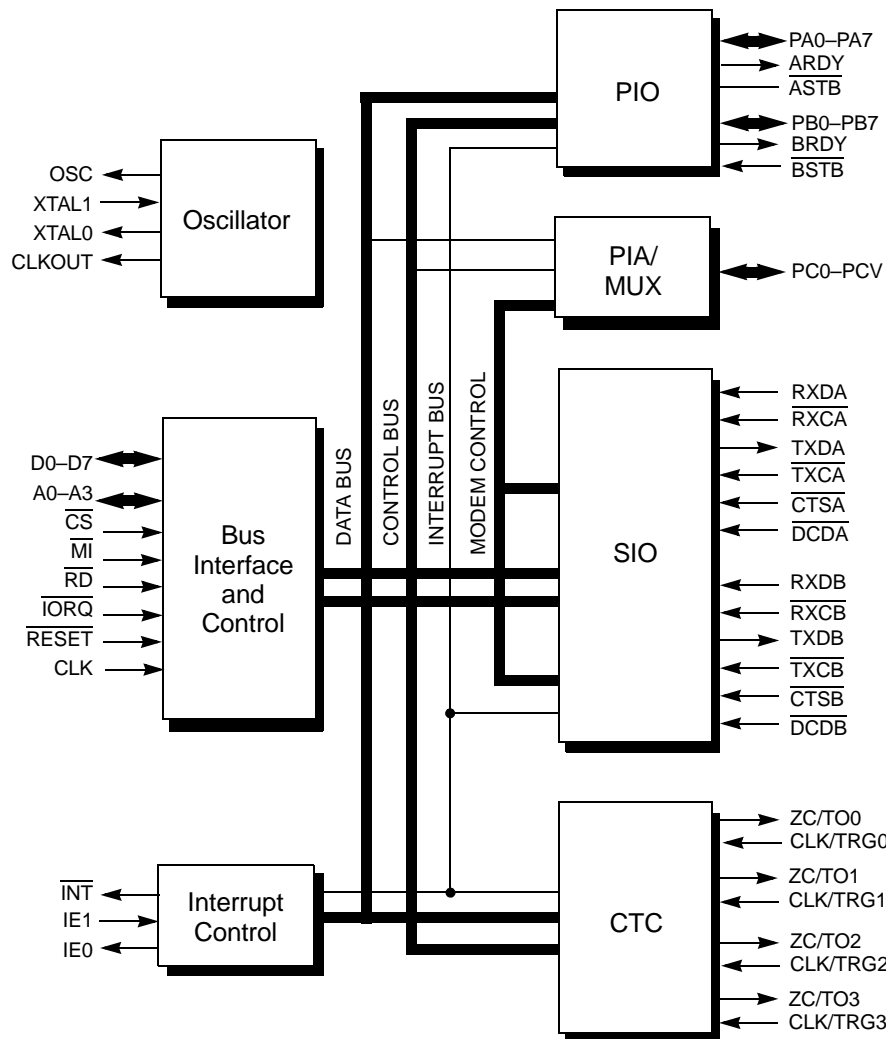 PIO
PA0–PA7
ARDY
ASTB
PB0–PB7
BRDY
BSTB
OSC
XTAL1
XTAL0
CLKOUT
Oscillator
PIA/
MUX
PC0–PCV
DATA BUS
CONTROL BUS
INTERRUPT BUS
MODEM CONTROL
D0–D7
A0–A3
CS
MI
RD
IORQ
RESET
CLK
Bus
Interface
and
Control
SIO
RXDA
RXCA
TXDA
TXCA
CTSA
DCDA
RXDB
RXCB
TXDB
TXCB
CTSB
DCDB
INT
IE1
IE0
Interrupt
Control
CTC
ZC/TO0
CLK/TRG0
ZC/TO1
CLK/TRG1
ZC/TO2
CLK/TRG2
ZC/TO3
CLK/TRG3